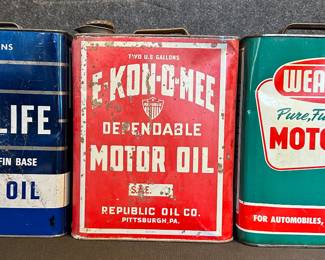 NS
LIFE
FIN BASE
OIL
TWO U.S. GALLONS
E-KON-O-MEE
DEPENDABLE
MOTOR OIL
S.A.E.
REPUBLIC OIL CO.
PITTSBURGH, PA.
WEA
Pure, Fu
MOTO
FOR AUTOMOBILES,